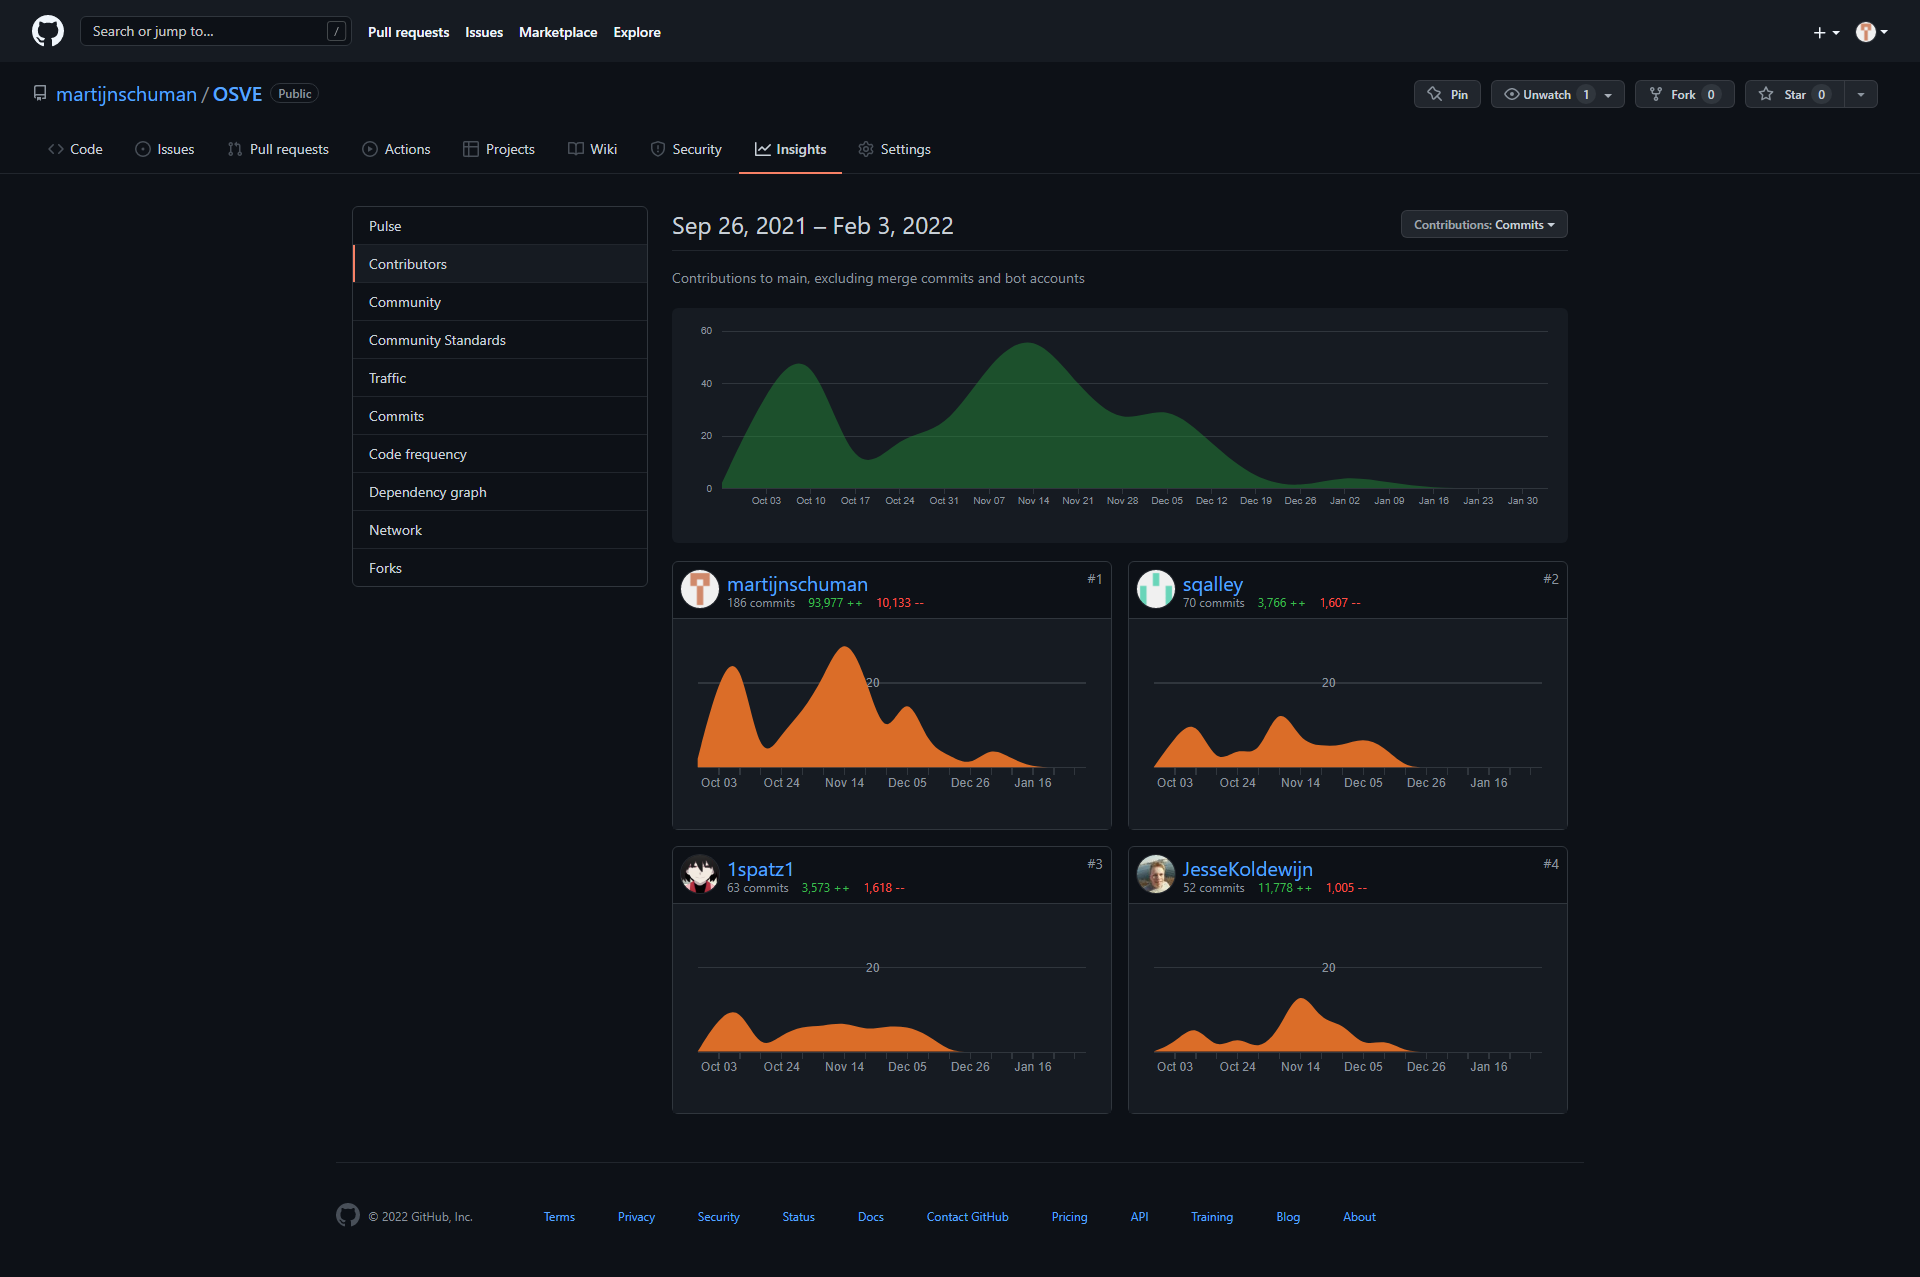 Search or jump to... /
Pull requests Issues Marketplace Explore
martijnschuman / OSVE Public
Pin Unwatch 1 Fork 0 Star 0
Code Issues Pull requests Actions Projects Wiki Security Insights Settings
Pulse
Contributors
Community
Community Standards
Traffic
Commits
Code frequency
Dependency graph
Network
Forks
Sep 26, 2021 – Feb 3, 2022
Contributions: Commits
Contributions to main, excluding merge commits and bot accounts
60
40
20
0
Oct 03 Oct 10 Oct 17 Oct 24 Oct 31 Nov 07 Nov 14 Nov 21 Nov 28 Dec 05 Dec 12 Dec 19 Dec 26 Jan 02 Jan 09 Jan 16 Jan 23 Jan 30
martijnschuman #1
186 commits 93,977 ++ 10,133 --
20
Oct 03 Oct 24 Nov 14 Dec 05 Dec 26 Jan 16
sqalley #2
70 commits 3,766 ++ 1,607 --
20
Oct 03 Oct 24 Nov 14 Dec 05 Dec 26 Jan 16
1spatz1 #3
63 commits 3,573 ++ 1,618 --
20
Oct 03 Oct 24 Nov 14 Dec 05 Dec 26 Jan 16
JesseKoldewijn #4
52 commits 11,778 ++ 1,005 --
20
Oct 03 Oct 24 Nov 14 Dec 05 Dec 26 Jan 16
© 2022 GitHub, Inc. Terms Privacy Security Status Docs Contact GitHub Pricing API Training Blog About